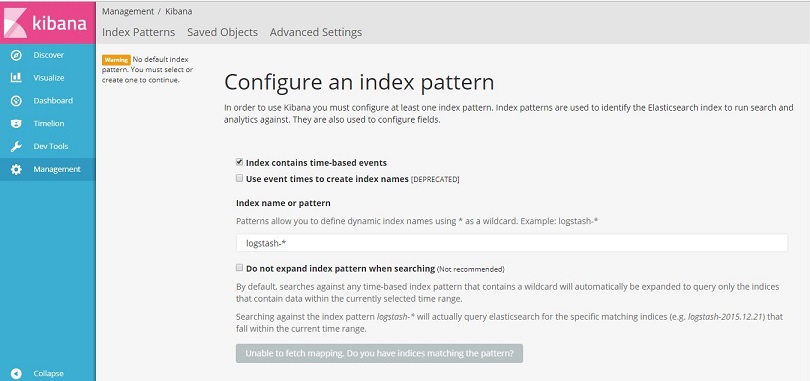 kibana
Discover
Visualize
Dashboard
Timelion
Dev Tools
Management
Collapse
Management / Kibana
Index Patterns Saved Objects Advanced Settings
Warning No default index
pattern. You must select or
create one to continue.
Configure an index pattern
In order to use Kibana you must configure at least one index pattern. Index patterns are used to identify the Elasticsearch index to run search and
analytics against. They are also used to configure fields.
Index contains time-based events
Use event times to create index names [DEPRECATED]
Index name or pattern
Patterns allow you to define dynamic index names using * as a wildcard. Example: logstash-*
logstash-*
Do not expand index pattern when searching (Not recommended)
By default, searches against any time-based index pattern that contains a wildcard will automatically be expanded to query only the indices
that contain data within the currently selected time range.
Searching against the index pattern logstash-* will actually query elasticsearch for the specific matching indices (e.g. logstash-2015.12.21) that
fall within the current time range.
Unable to fetch mapping. Do you have indices matching the pattern?